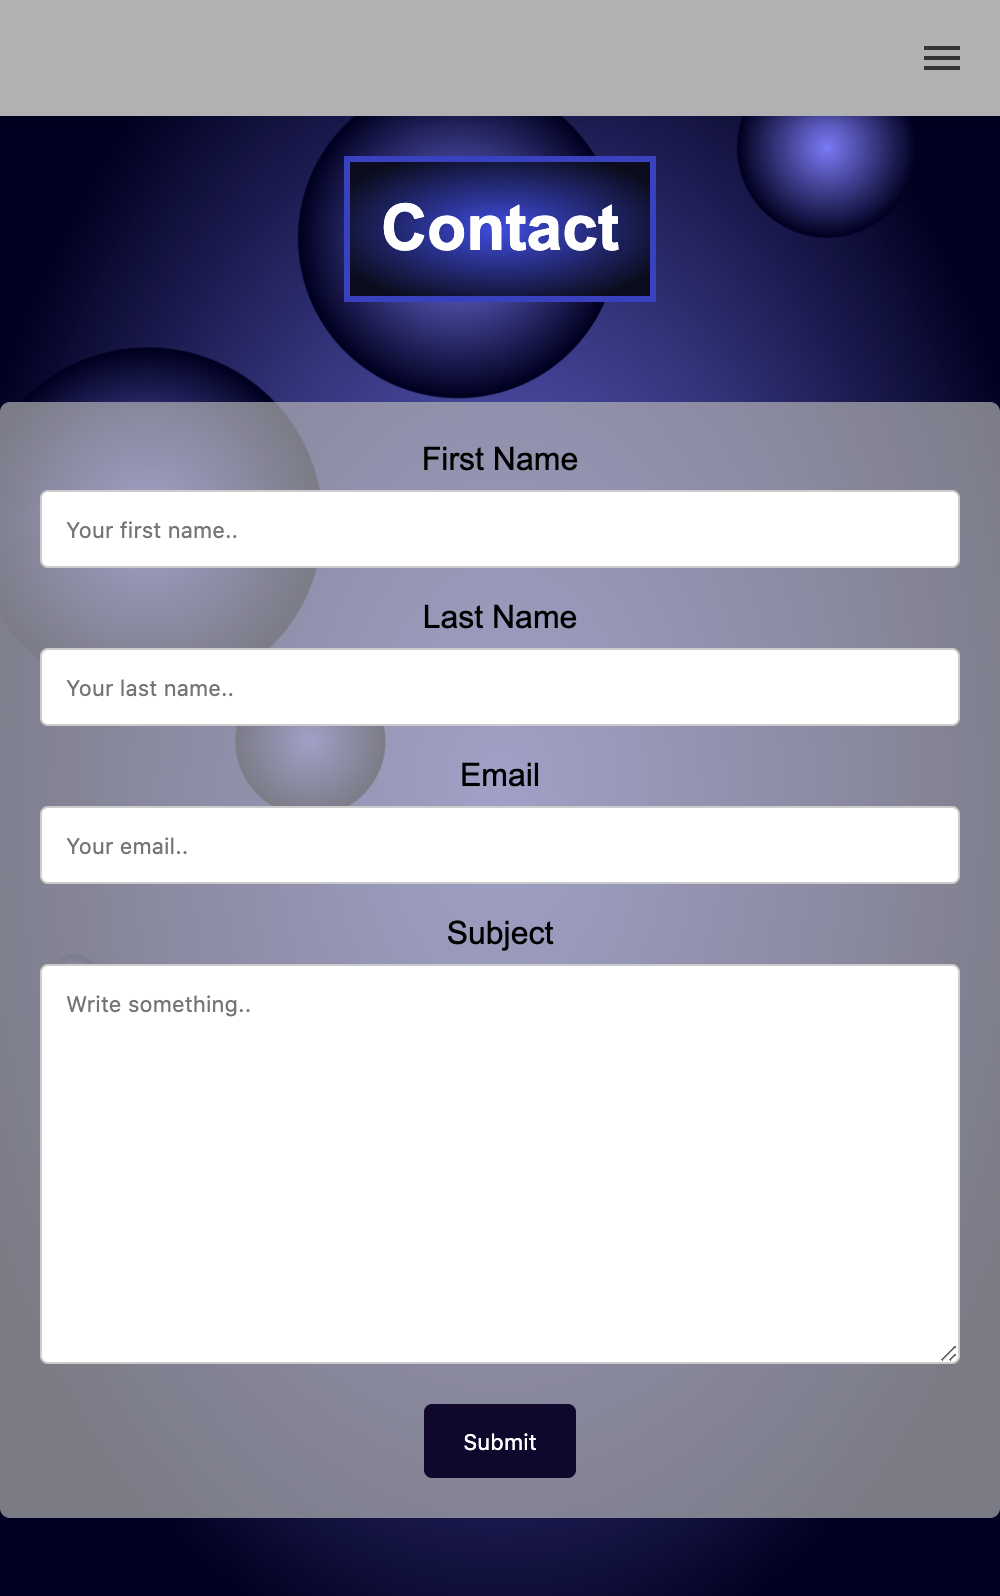 Contact
First Name
Your first name..
Last Name
Your last name..
Email
Your email..
Subject
Write something..
Submit